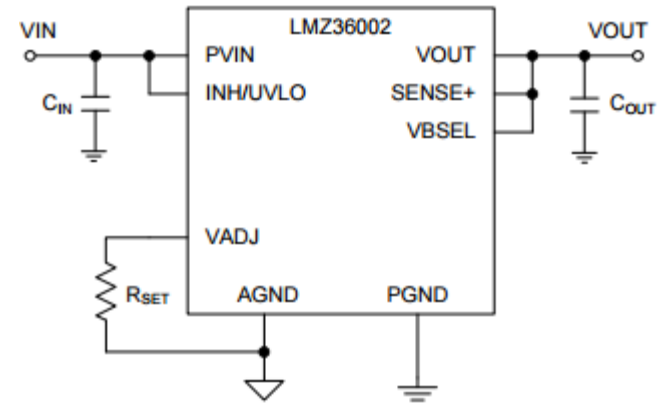 LMZ36002
VIN
VOUT
PVIN
VOUT
INH/UVLO
SENSE+
CIN
COUT
VBSEL
VADJ
RSET
AGND
PGND